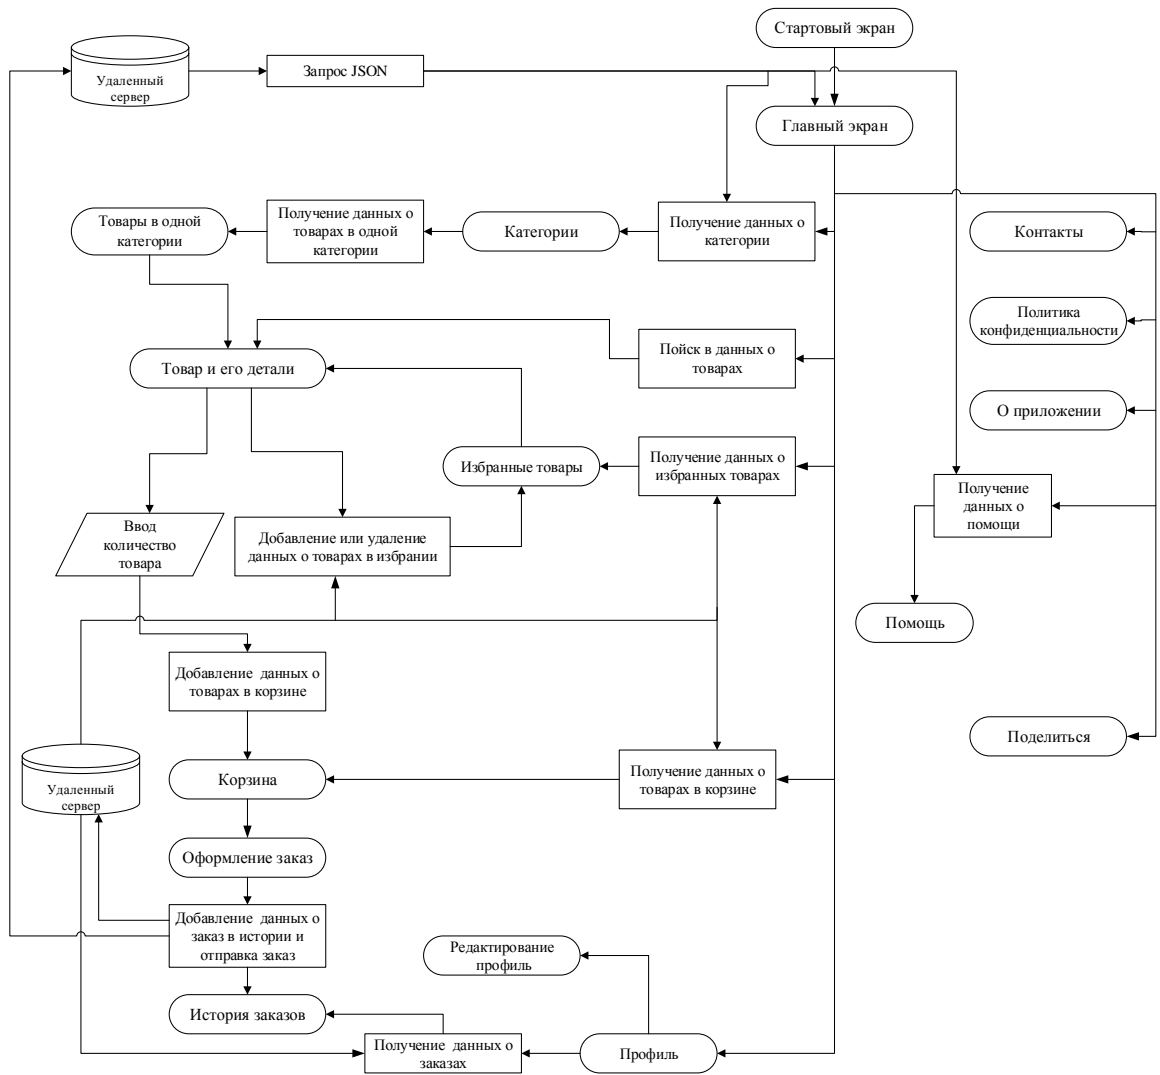 Стартовый экран
Удаленный
сервер
Запрос JSON
Главный экран
Товары в одной
категории
Получение данных о
товарах в одной
категории
Категории
Получение данных о
категории
Контакты
Политика
конфиденциальности
Пойск в данных о
товарах
Товар и его детали
О приложении
Избранные товары
Получение данных о
избранных товарах
Получение
данных о
помощи
Ввод
количество
товара
Добавление или удаление
данных о товарах в избрании
Помощь
Добавление данных о
товарах в корзине
Поделиться
Удаленный
сервер
Корзина
Получение данных о
товарах в корзине
Оформление заказ
Добавление данных о
заказ в истории и
отправка заказ
Редактирование
профиль
История заказов
Получение данных о
заказах
Профиль